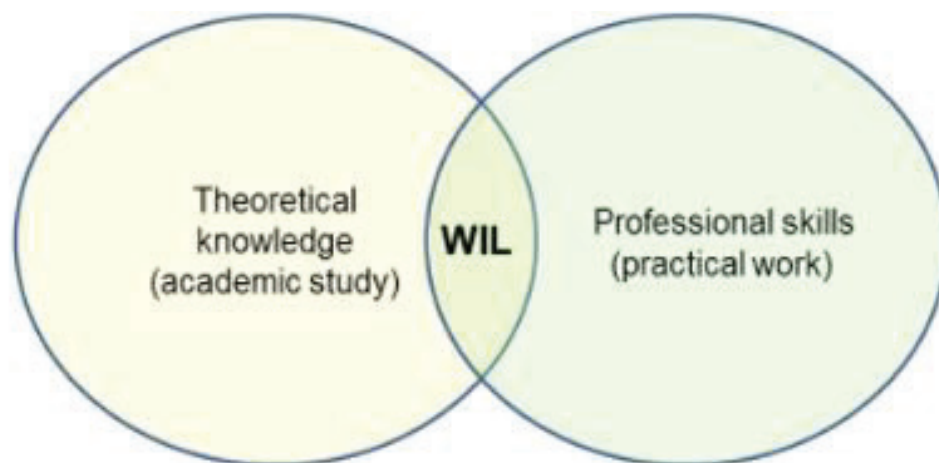 Theoretical
knowledge
(academic study)
WIL
Professional skills
(practical work)